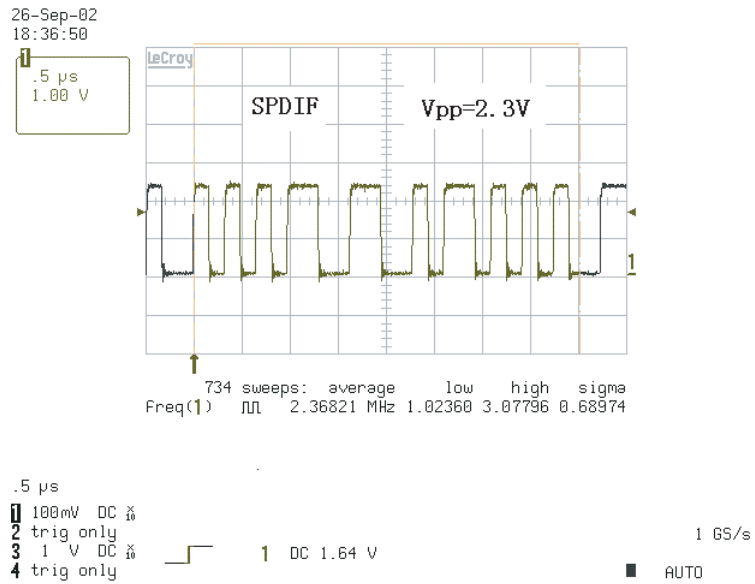 26-Sep-02
18:36:50
1
.5 µs
1.00 V
LeCroy
SPDIF
Vpp=2.3V
1
734 sweeps: average low high sigma
Freq(1) 2.36821 MHz 1.02360 3.07796 0.68974
.5 µs
1 100mV DC X10
2 trig only
3 1 V DC X10
4 trig only
1 DC 1.64 V
1 GS/s
AUTO